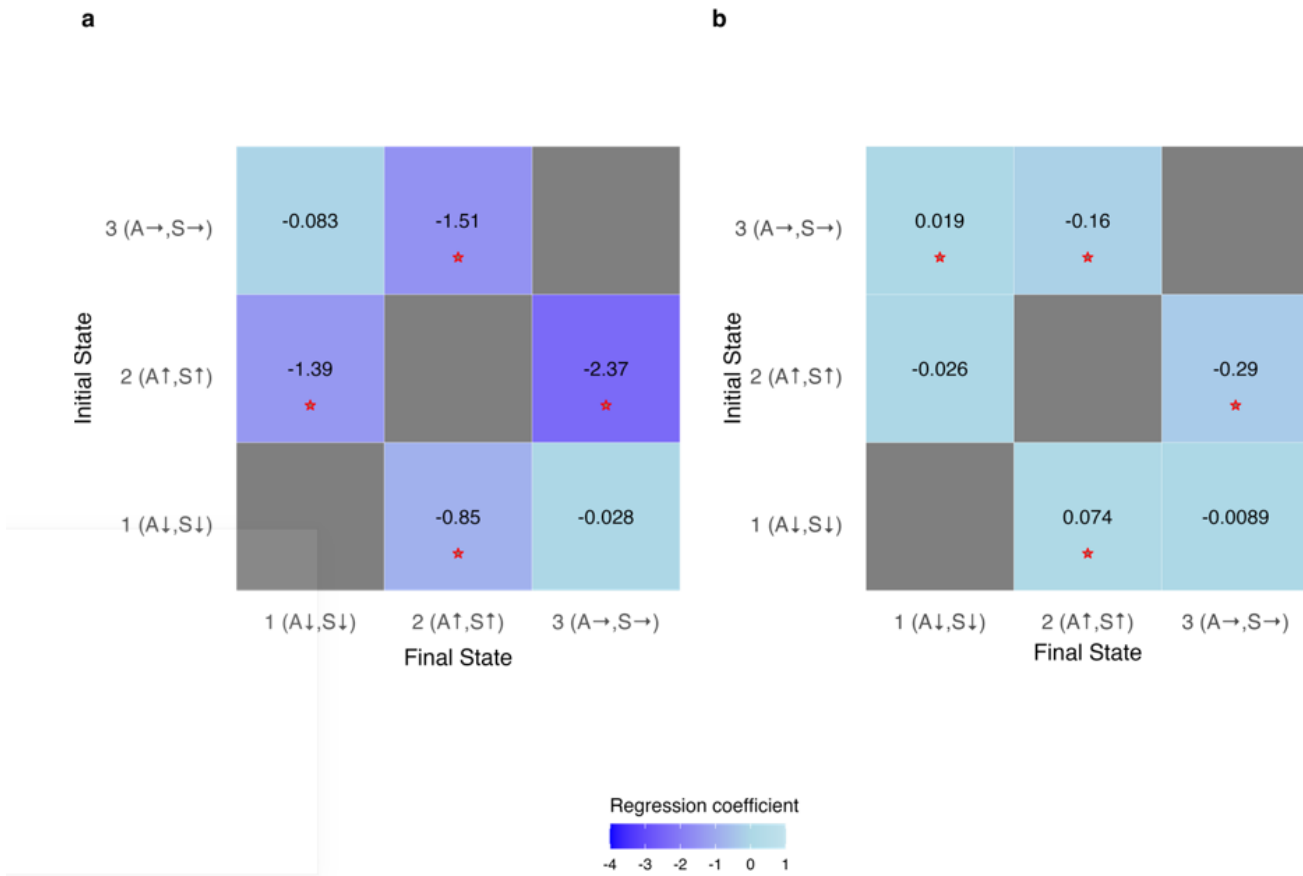 a
b
3 (A→,S→)
-0.083
-1.51
2 (A↑,S↑)
-1.39
-2.37
1 (A↓,S↓)
-0.85
-0.028
Initial State
1 (A↓,S↓)
2 (A↑,S↑)
3 (A→,S→)
Final State
3 (A→,S→)
0.019
-0.16
2 (A↑,S↑)
-0.026
-0.29
1 (A↓,S↓)
0.074
-0.0089
Initial State
1 (A↓,S↓)
2 (A↑,S↑)
3 (A→,S→)
Final State
Regression coefficient
-4 -3 -2 -1 0 1